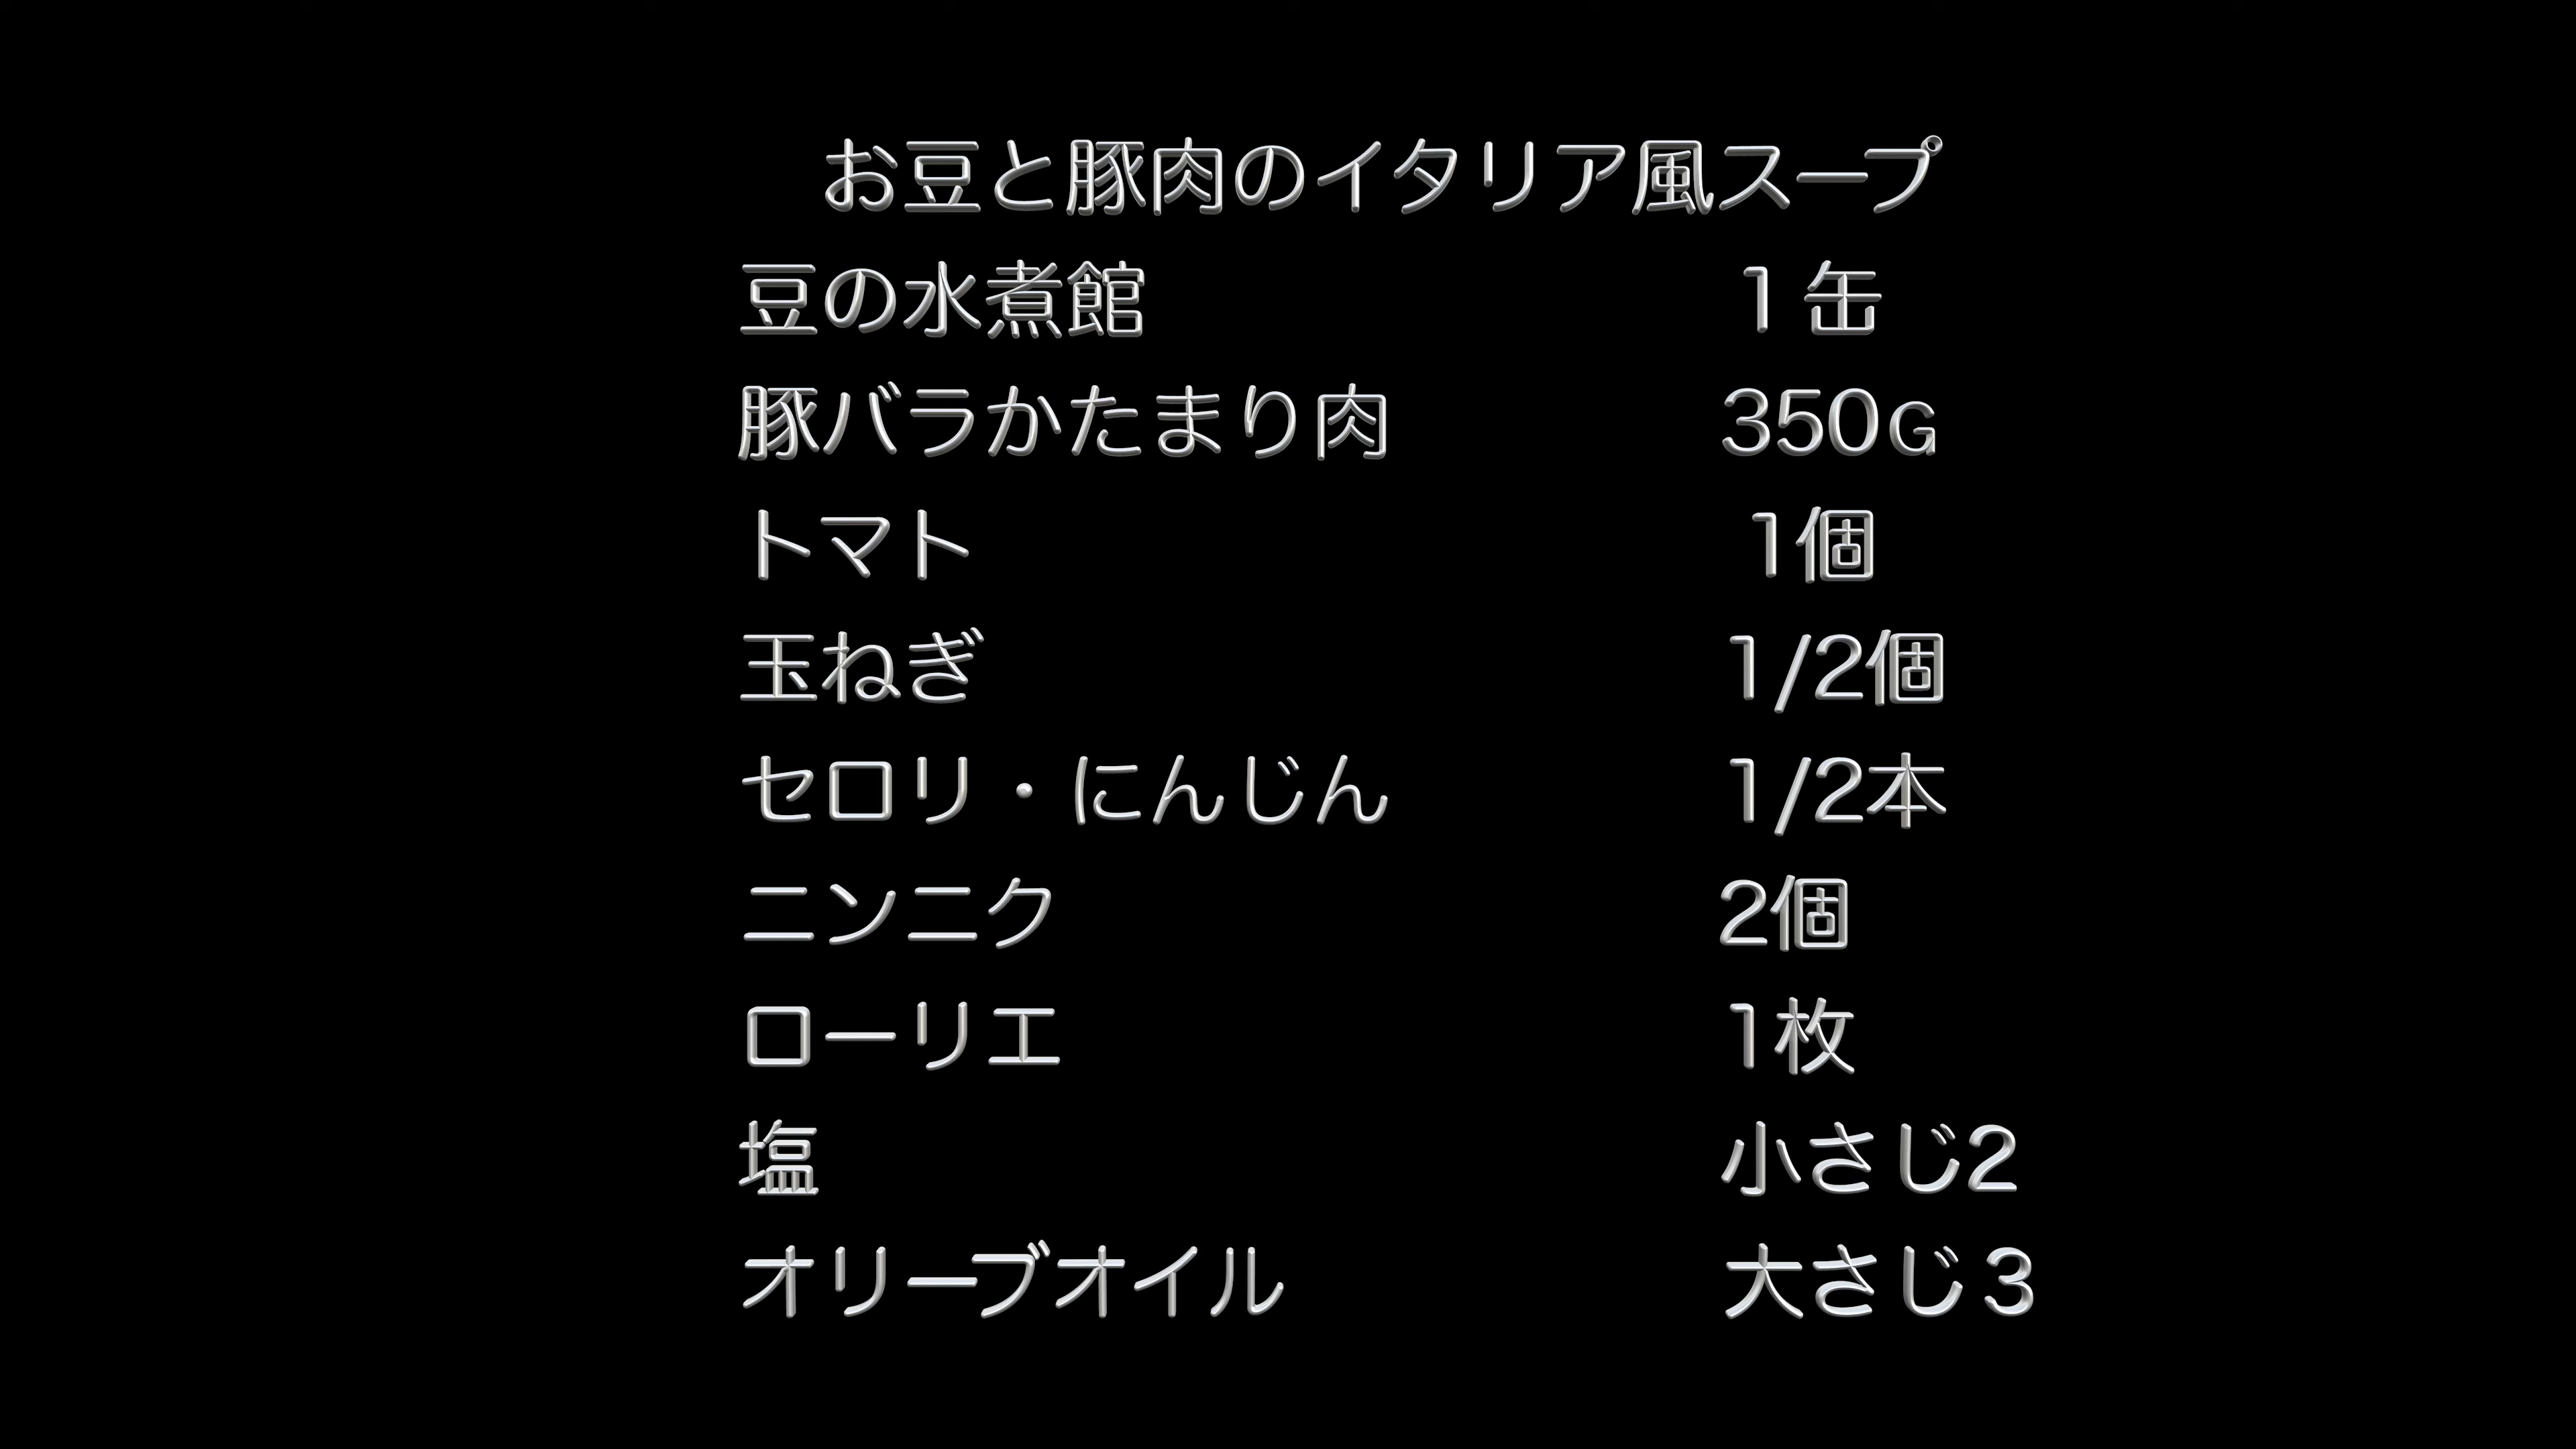 お豆と豚肉のイタリア風スープ
豆の水煮館 1缶
豚バラかたまり肉 350G
トマト 1個
玉ねぎ 1/2個
セロリ・にんじん 1/2本
ニンニク 2個
ローリエ 1枚
塩 小さじ2
オリーブオイル 大さじ3